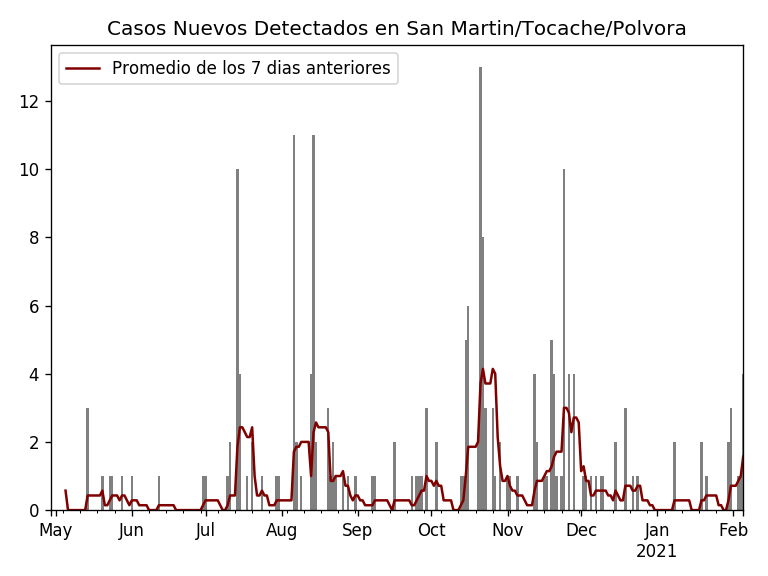 Casos Nuevos Detectados en San Martin/Tocache/Polvora
Promedio de los 7 dias anteriores
12
10
8
6
4
2
0
May Jun Jul Aug Sep Oct Nov Dec Jan Feb
2021